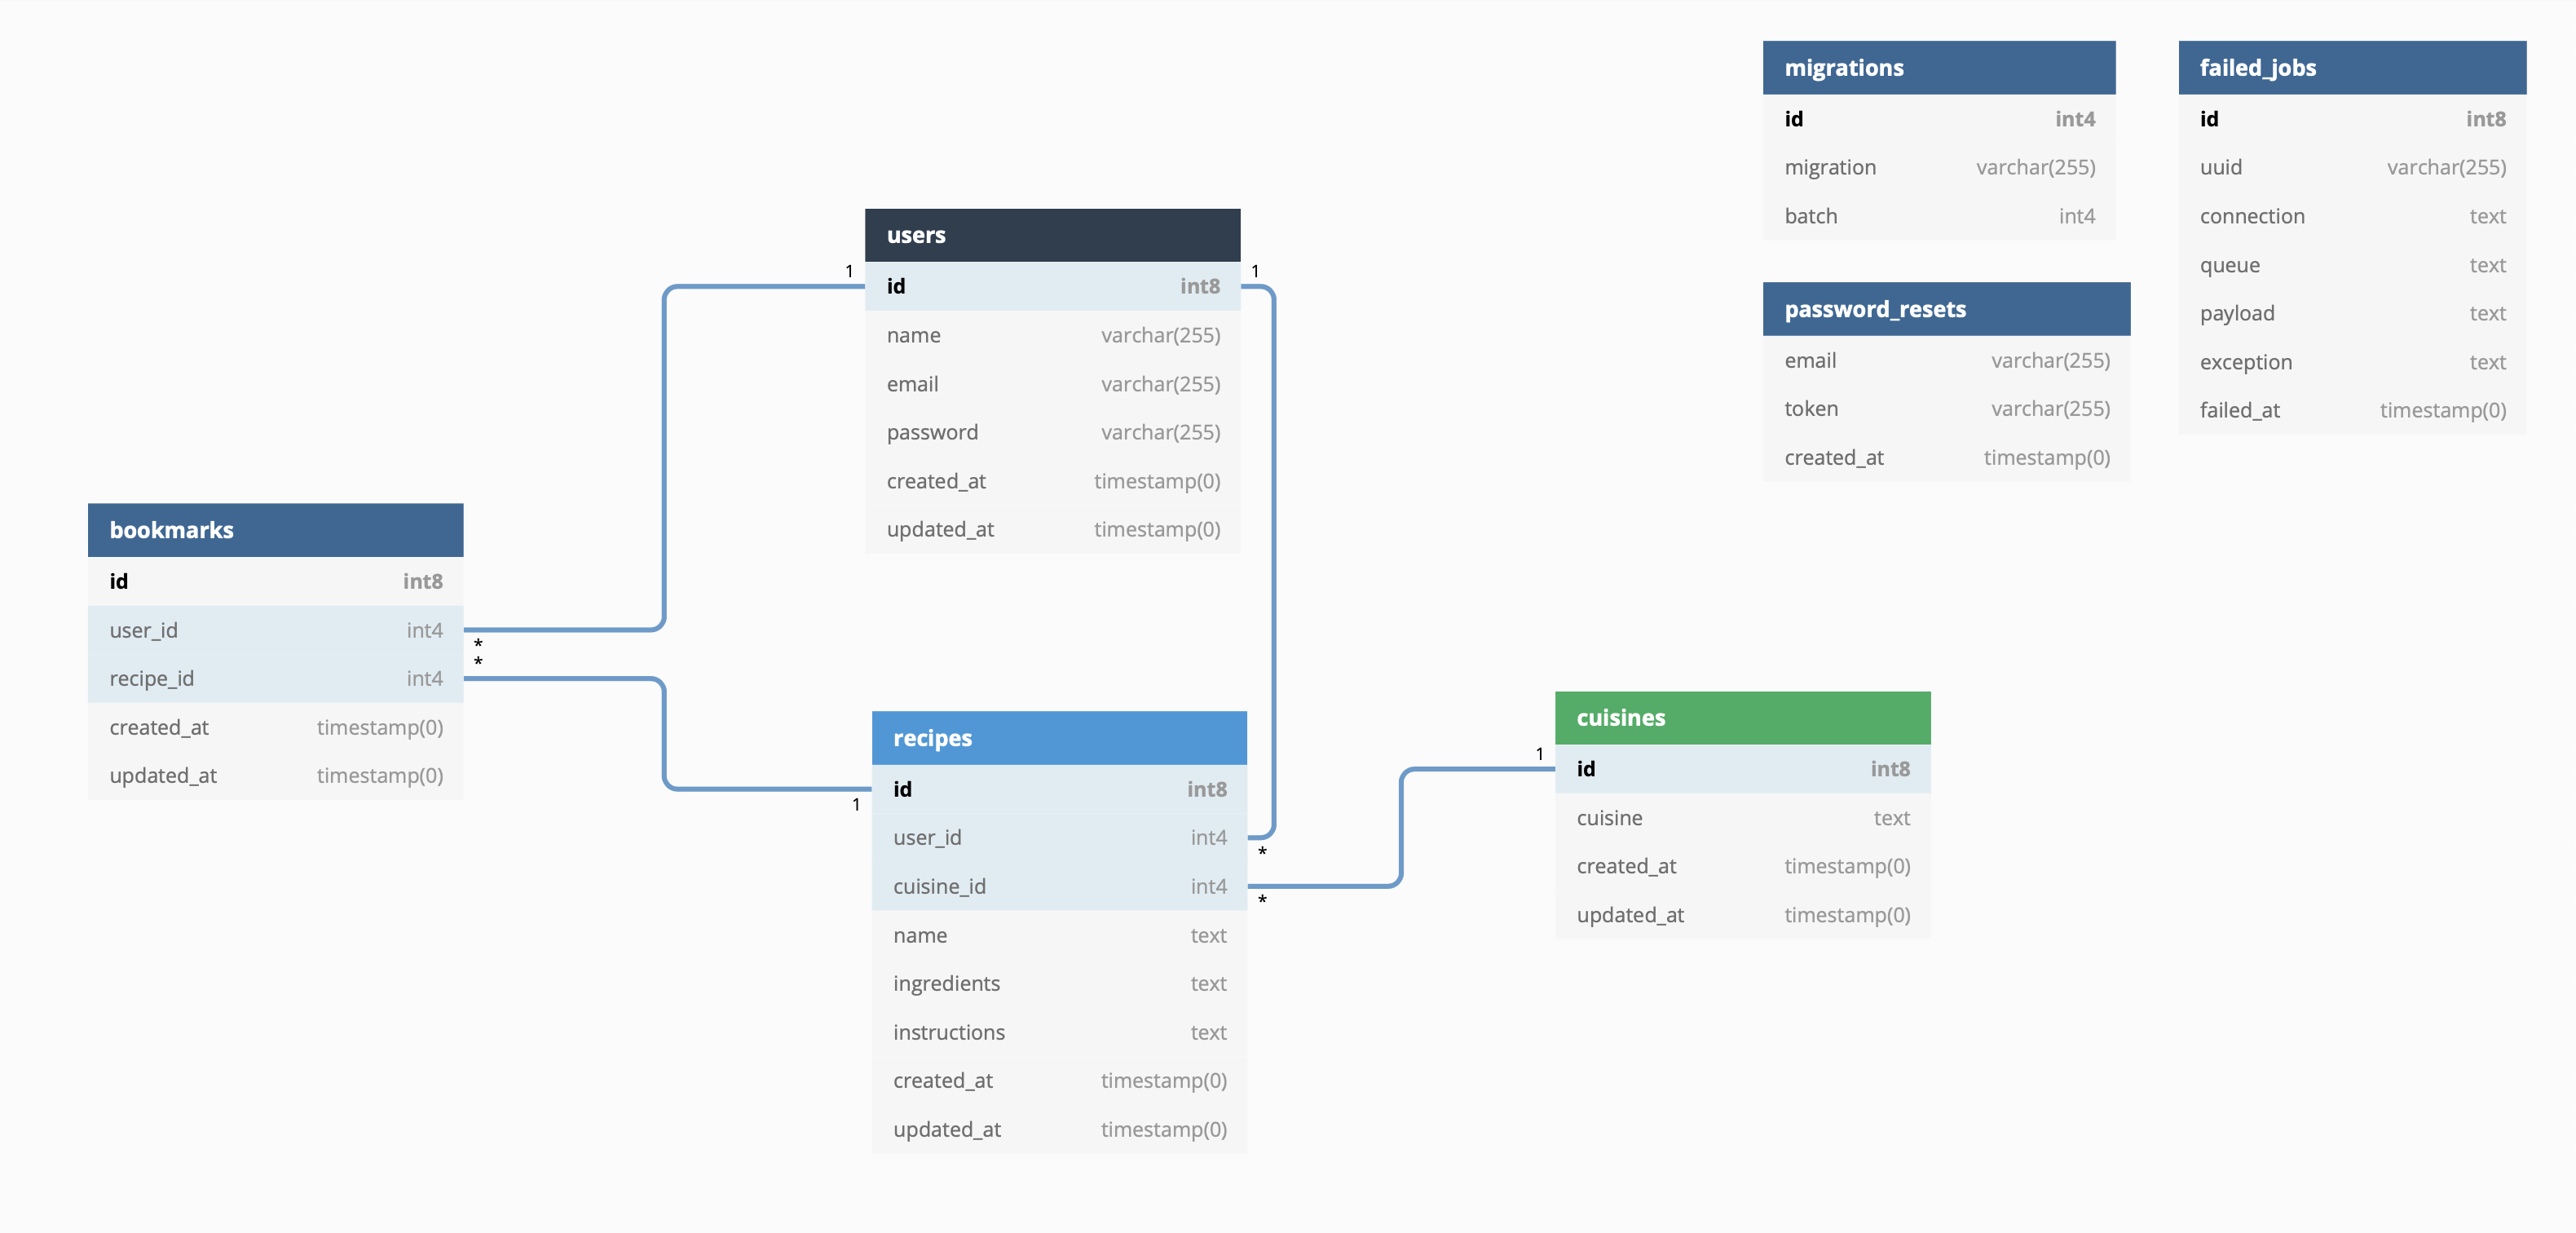 migrations
id int4
migration varchar(255)
batch int4
failed_jobs
id int8
uuid varchar(255)
connection text
queue text
payload text
exception text
failed_at timestamp(0)
users
1 id int8 1
name varchar(255)
email varchar(255)
password varchar(255)
created_at timestamp(0)
updated_at timestamp(0)
password_resets
email varchar(255)
token varchar(255)
created_at timestamp(0)
bookmarks
id int8
user_id int4 *
recipe_id int4 *
created_at timestamp(0)
updated_at timestamp(0)
recipes
1 id int8
user_id int4 *
cuisine_id int4 *
name text
ingredients text
instructions text
created_at timestamp(0)
updated_at timestamp(0)
cuisines
1 id int8
cuisine text
created_at timestamp(0)
updated_at timestamp(0)